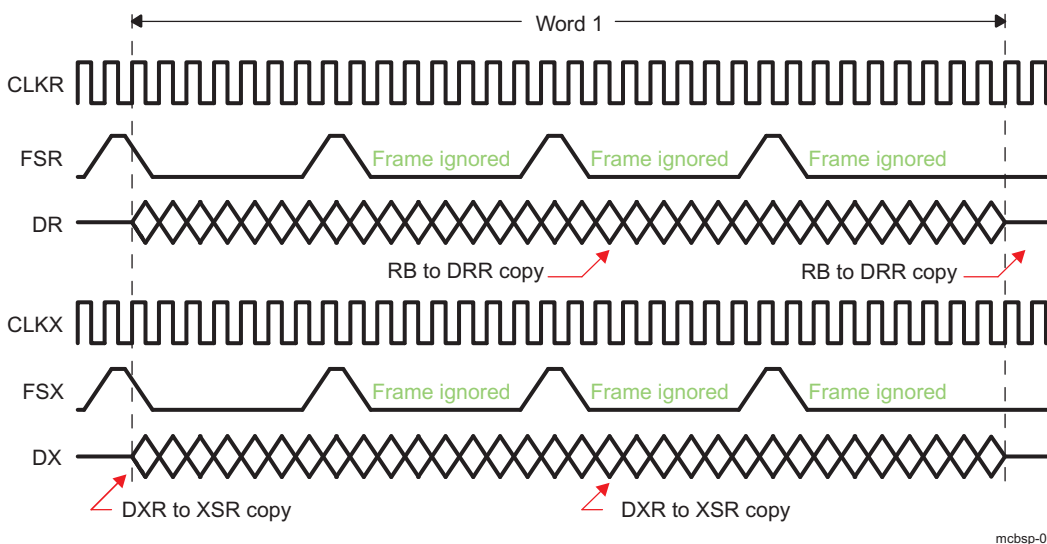 Word 1
CLKR
FSR
Frame ignored
Frame ignored
Frame ignored
DR
RB to DRR copy
RB to DRR copy
CLKX
FSX
Frame ignored
Frame ignored
Frame ignored
DX
DXR to XSR copy
DXR to XSR copy
mcbsp-0